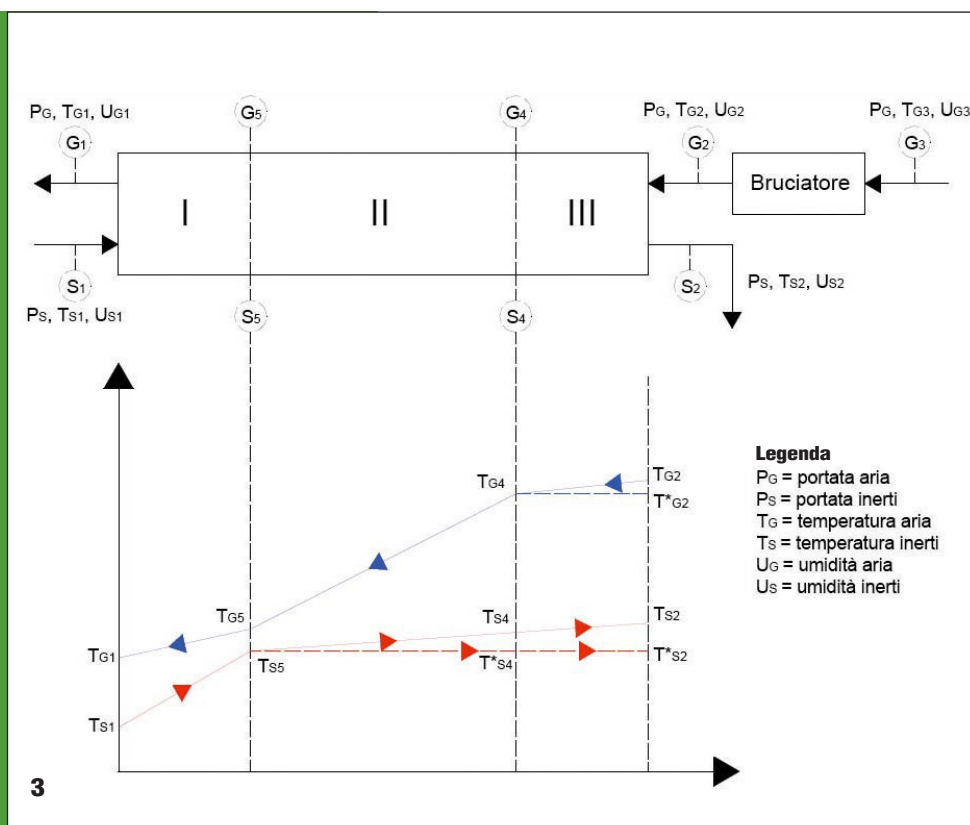 G5
G4
PG, TG1, UG1
PG, TG2, UG2
PG, TG3, UG3
G1
G2
G3
Bruciatore
I
II
III
S1
S2
PS, TS1, US1
PS, TS2, US2
S5
S4
Legenda
PG = portata aria
PS = portata inerti
TG = temperatura aria
TS = temperatura inerti
UG = umidità aria
US = umidità inerti
TG4
TG2
T*G2
TG5
TS4
TS2
TG1
TS5
T*S4
T*S2
TS1
3